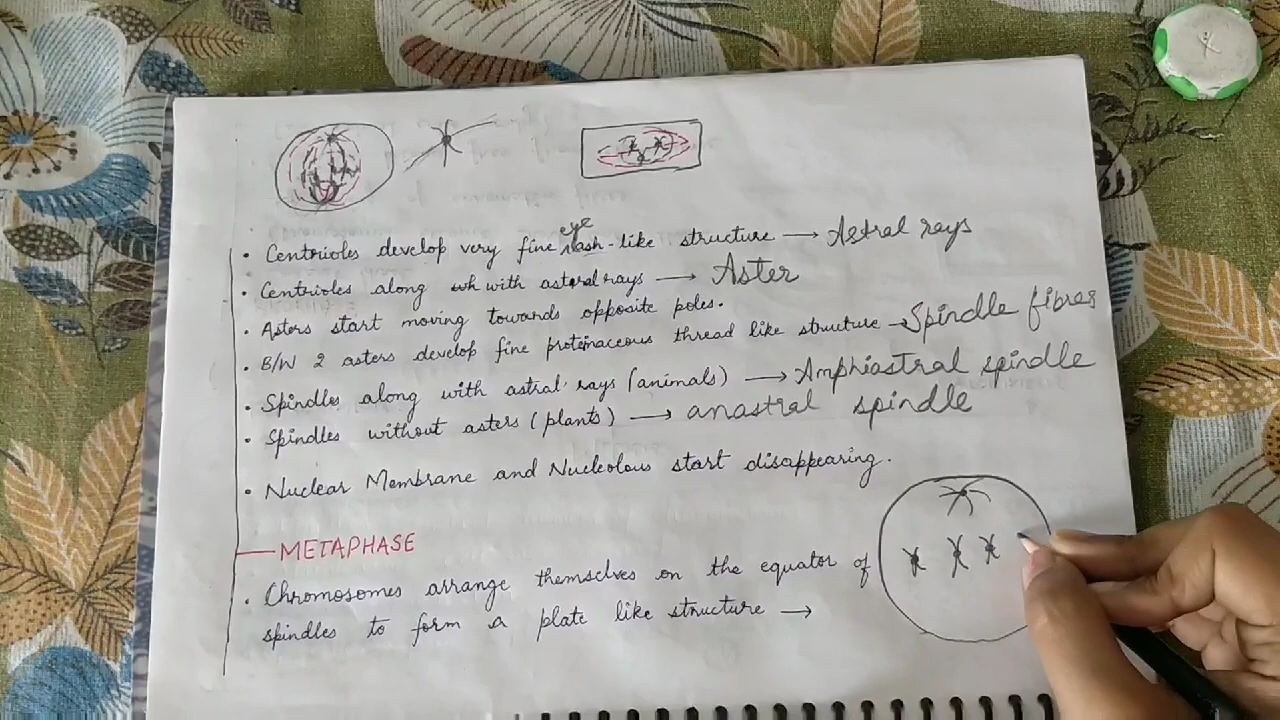 • Centrioles develop very fine eye lash-like structure → Astral rays
• Centrioles along with astral rays → Aster
• Asters start moving towards opposite poles.
• B/W 2 asters develop fine proteinaceous thread like structure → Spindle fibres
• Spindles along with astral rays (animals) → Amphiastral spindle
• Spindles without asters (plants) → anastral spindle
• Nuclear Membrane and Nucleolous start disappearing.
METAPHASE
• Chromosomes arrange themselves on the equator of
spindles to form a plate like structure →